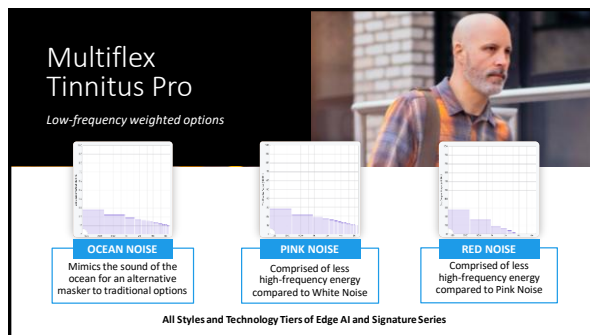 Multiflex
Tinnitus Pro
Low-frequency weighted options
OCEAN NOISE
Mimics the sound of the
ocean for an alternative
masker to traditional options
PINK NOISE
Comprised of less
high-frequency energy
compared to White Noise
RED NOISE
Comprised of less
high-frequency energy
compared to Pink Noise
All Styles and Technology Tiers of Edge AI and Signature Series